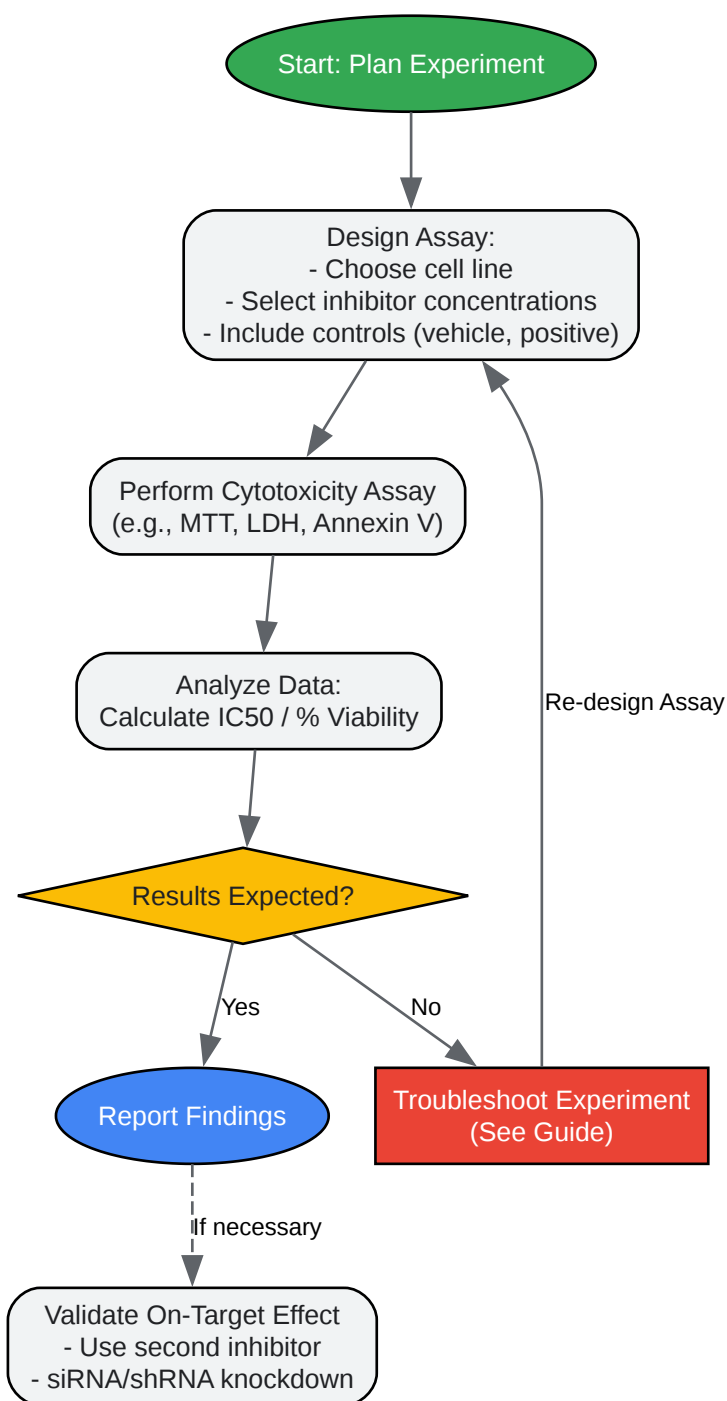 Start: Plan Experiment
Design Assay:
- Choose cell line
- Select inhibitor concentrations
- Include controls (vehicle, positive)
Perform Cytotoxicity Assay
(e.g., MTT, LDH, Annexin V)
Analyze Data:
Calculate IC50 / % Viability
Re-design Assay
Results Expected?
Yes
No
Report Findings
Troubleshoot Experiment
(See Guide)
If necessary
Validate On-Target Effect
- Use second inhibitor
- siRNA/shRNA knockdown